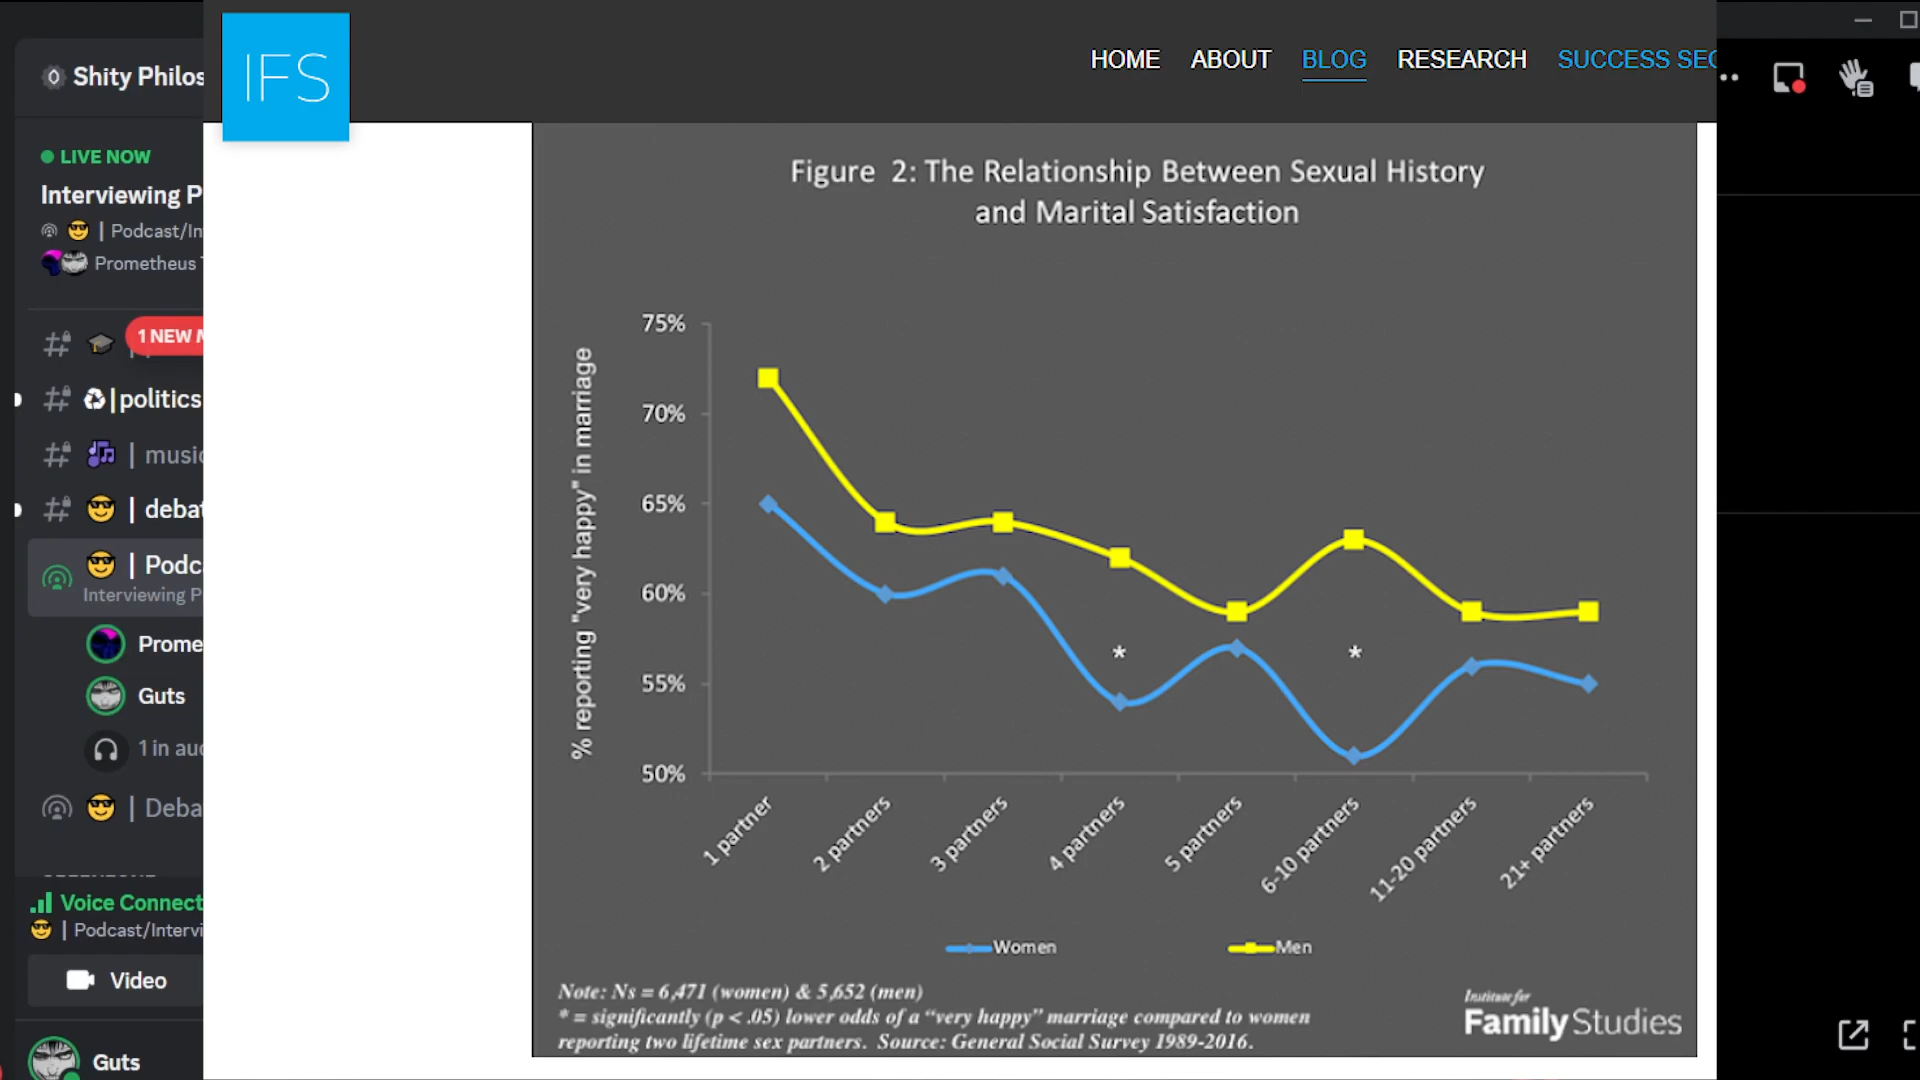 IFS
HOME ABOUT BLOG RESEARCH SUCCESS SEQ
Shity Philos
LIVE NOW
Interviewing P
| Podcast/In
Prometheus T
1 NEW M
|politics
| music
| debat
| Podc
Interviewing P
Prome
Guts
1 in aud
| Deba
Voice Connect
| Podcast/Intervi
Video
Guts
Figure 2: The Relationship Between Sexual History
and Marital Satisfaction
% reporting "very happy" in marriage
75%
70%
65%
60%
55%
50%
*
*
1 partner
2 partners
3 partners
4 partners
5 partners
6-10 partners
11-20 partners
21+ partners
Women
Men
Note: Ns = 6,471 (women) & 5,652 (men)
* = significantly (p < .05) lower odds of a “very happy” marriage compared to women
reporting two lifetime sex partners. Source: General Social Survey 1989-2016.
Institute for
Family Studies